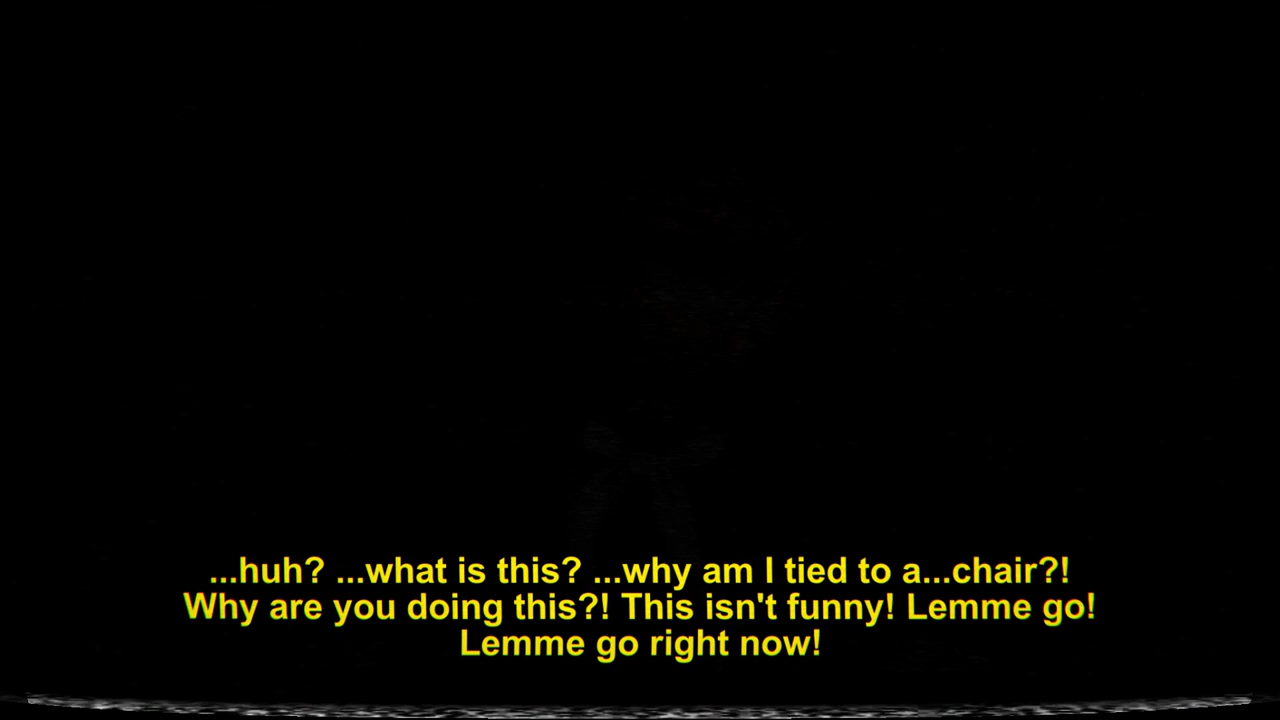 ...huh? ...what is this? ...why am I tied to a...chair?!
Why are you doing this?! This isn't funny! Lemme go!
Lemme go right now!